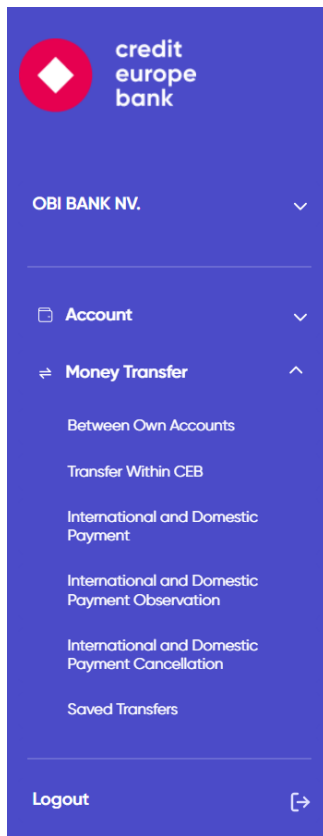 credit
europe
bank
OBI BANK NV.
Account
Money Transfer
Between Own Accounts
Transfer Within CEB
International and Domestic
Payment
International and Domestic
Payment Observation
International and Domestic
Payment Cancellation
Saved Transfers
Logout